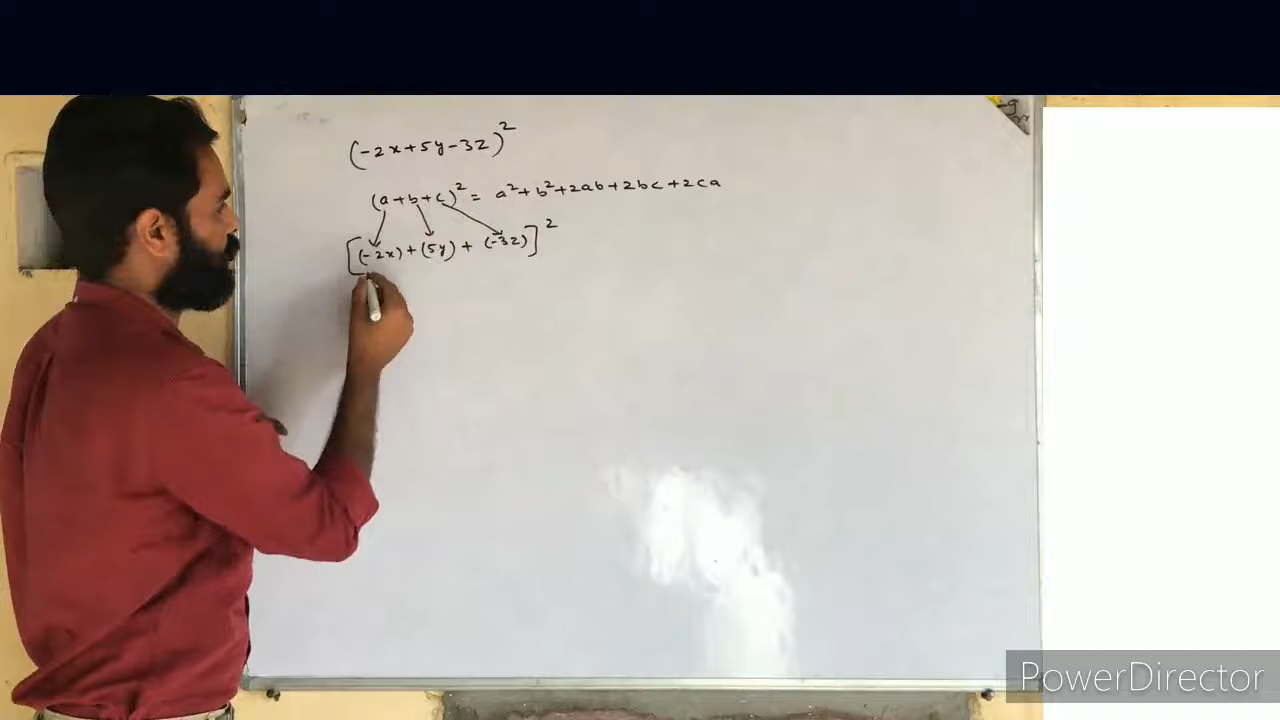 (-2x+5y-3z)²
(a+b+c)² = a²+b²+2ab+2bc+2ca
[(-2x)+(5y)+(-3z)]²
PowerDirector